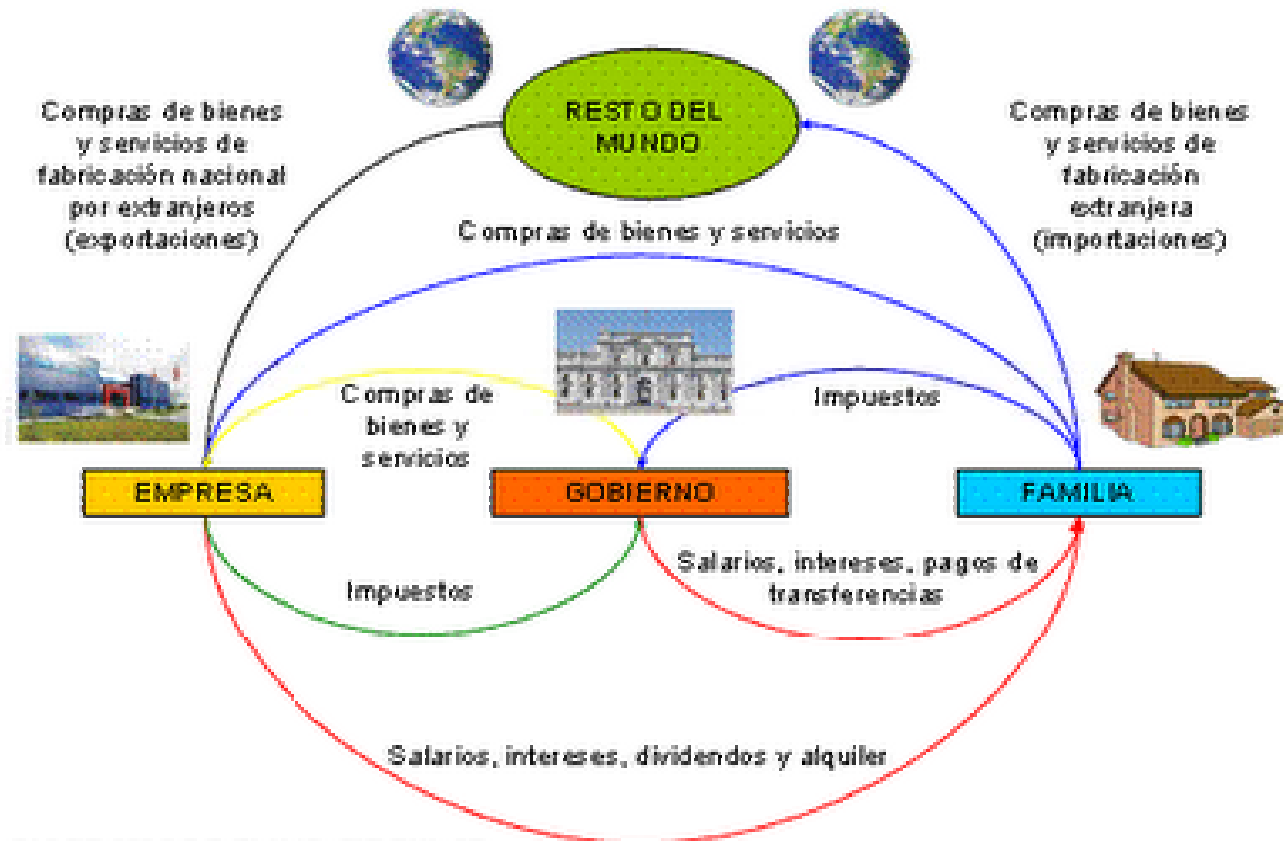 RESTO DEL
MUNDO
Compras de bienes
y servicios de
fabricación nacional
por extranjeros
(exportaciones)
Compras de bienes
y servicios de
fabricación
extranjera
(importaciones)
Compras de bienes y servicios
Compras de
bienes y
servicios
Impuestos
EMPRESA
GOBIERNO
FAMILIA
Impuestos
Salarios, intereses, pagos de
transferencias
Salarios, intereses, dividendos y alquiler